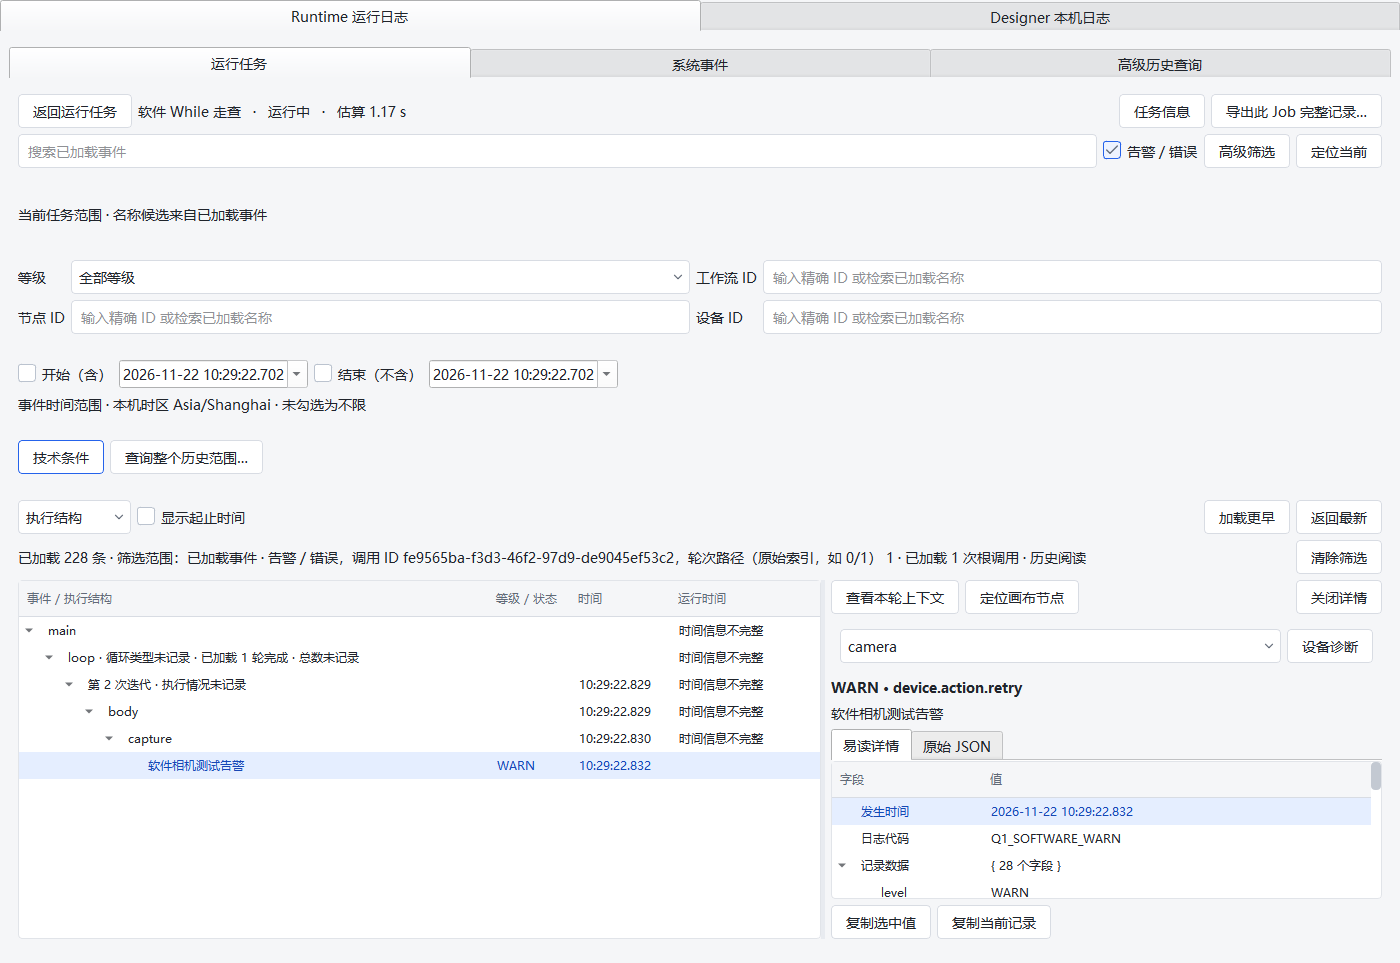 Runtime 运行日志
Designer 本机日志
运行任务
系统事件
高级历史查询
返回运行任务
软件 While 走查 · 运行中 · 估算 1.17 s
任务信息
导出此 Job 完整记录...
搜索已加载事件
告警 / 错误
高级筛选
定位当前
当前任务范围 · 名称候选来自已加载事件
等级
全部等级
工作流 ID
输入精确 ID 或检索已加载名称
节点 ID
输入精确 ID 或检索已加载名称
设备 ID
输入精确 ID 或检索已加载名称
开始（含）
2026-11-22 10:29:22.702
结束（不含）
2026-11-22 10:29:22.702
事件时间范围 · 本机时区 Asia/Shanghai · 未勾选为不限
技术条件
查询整个历史范围...
执行结构
显示起止时间
加载更早
返回最新
已加载 228 条 · 筛选范围：已加载事件 · 告警 / 错误，调用 ID fe9565ba-f3d3-46f2-97d9-de9045ef53c2，轮次路径（原始索引，如 0/1） 1 · 已加载 1 次根调用 · 历史阅读
清除筛选
事件 / 执行结构
等级 / 状态
时间
运行时间
查看本轮上下文
定位画布节点
关闭详情
main
时间信息不完整
loop · 循环类型未记录 · 已加载 1 轮完成 · 总数未记录
时间信息不完整
第 2 次迭代 · 执行情况未记录
10:29:22.829
时间信息不完整
body
10:29:22.829
时间信息不完整
capture
10:29:22.830
时间信息不完整
软件相机测试告警
WARN
10:29:22.832
camera
设备诊断
WARN • device.action.retry
软件相机测试告警
易读详情
原始 JSON
字段
值
发生时间
2026-11-22 10:29:22.832
日志代码
Q1_SOFTWARE_WARN
记录数据
{ 28 个字段 }
level
WARN
复制选中值
复制当前记录